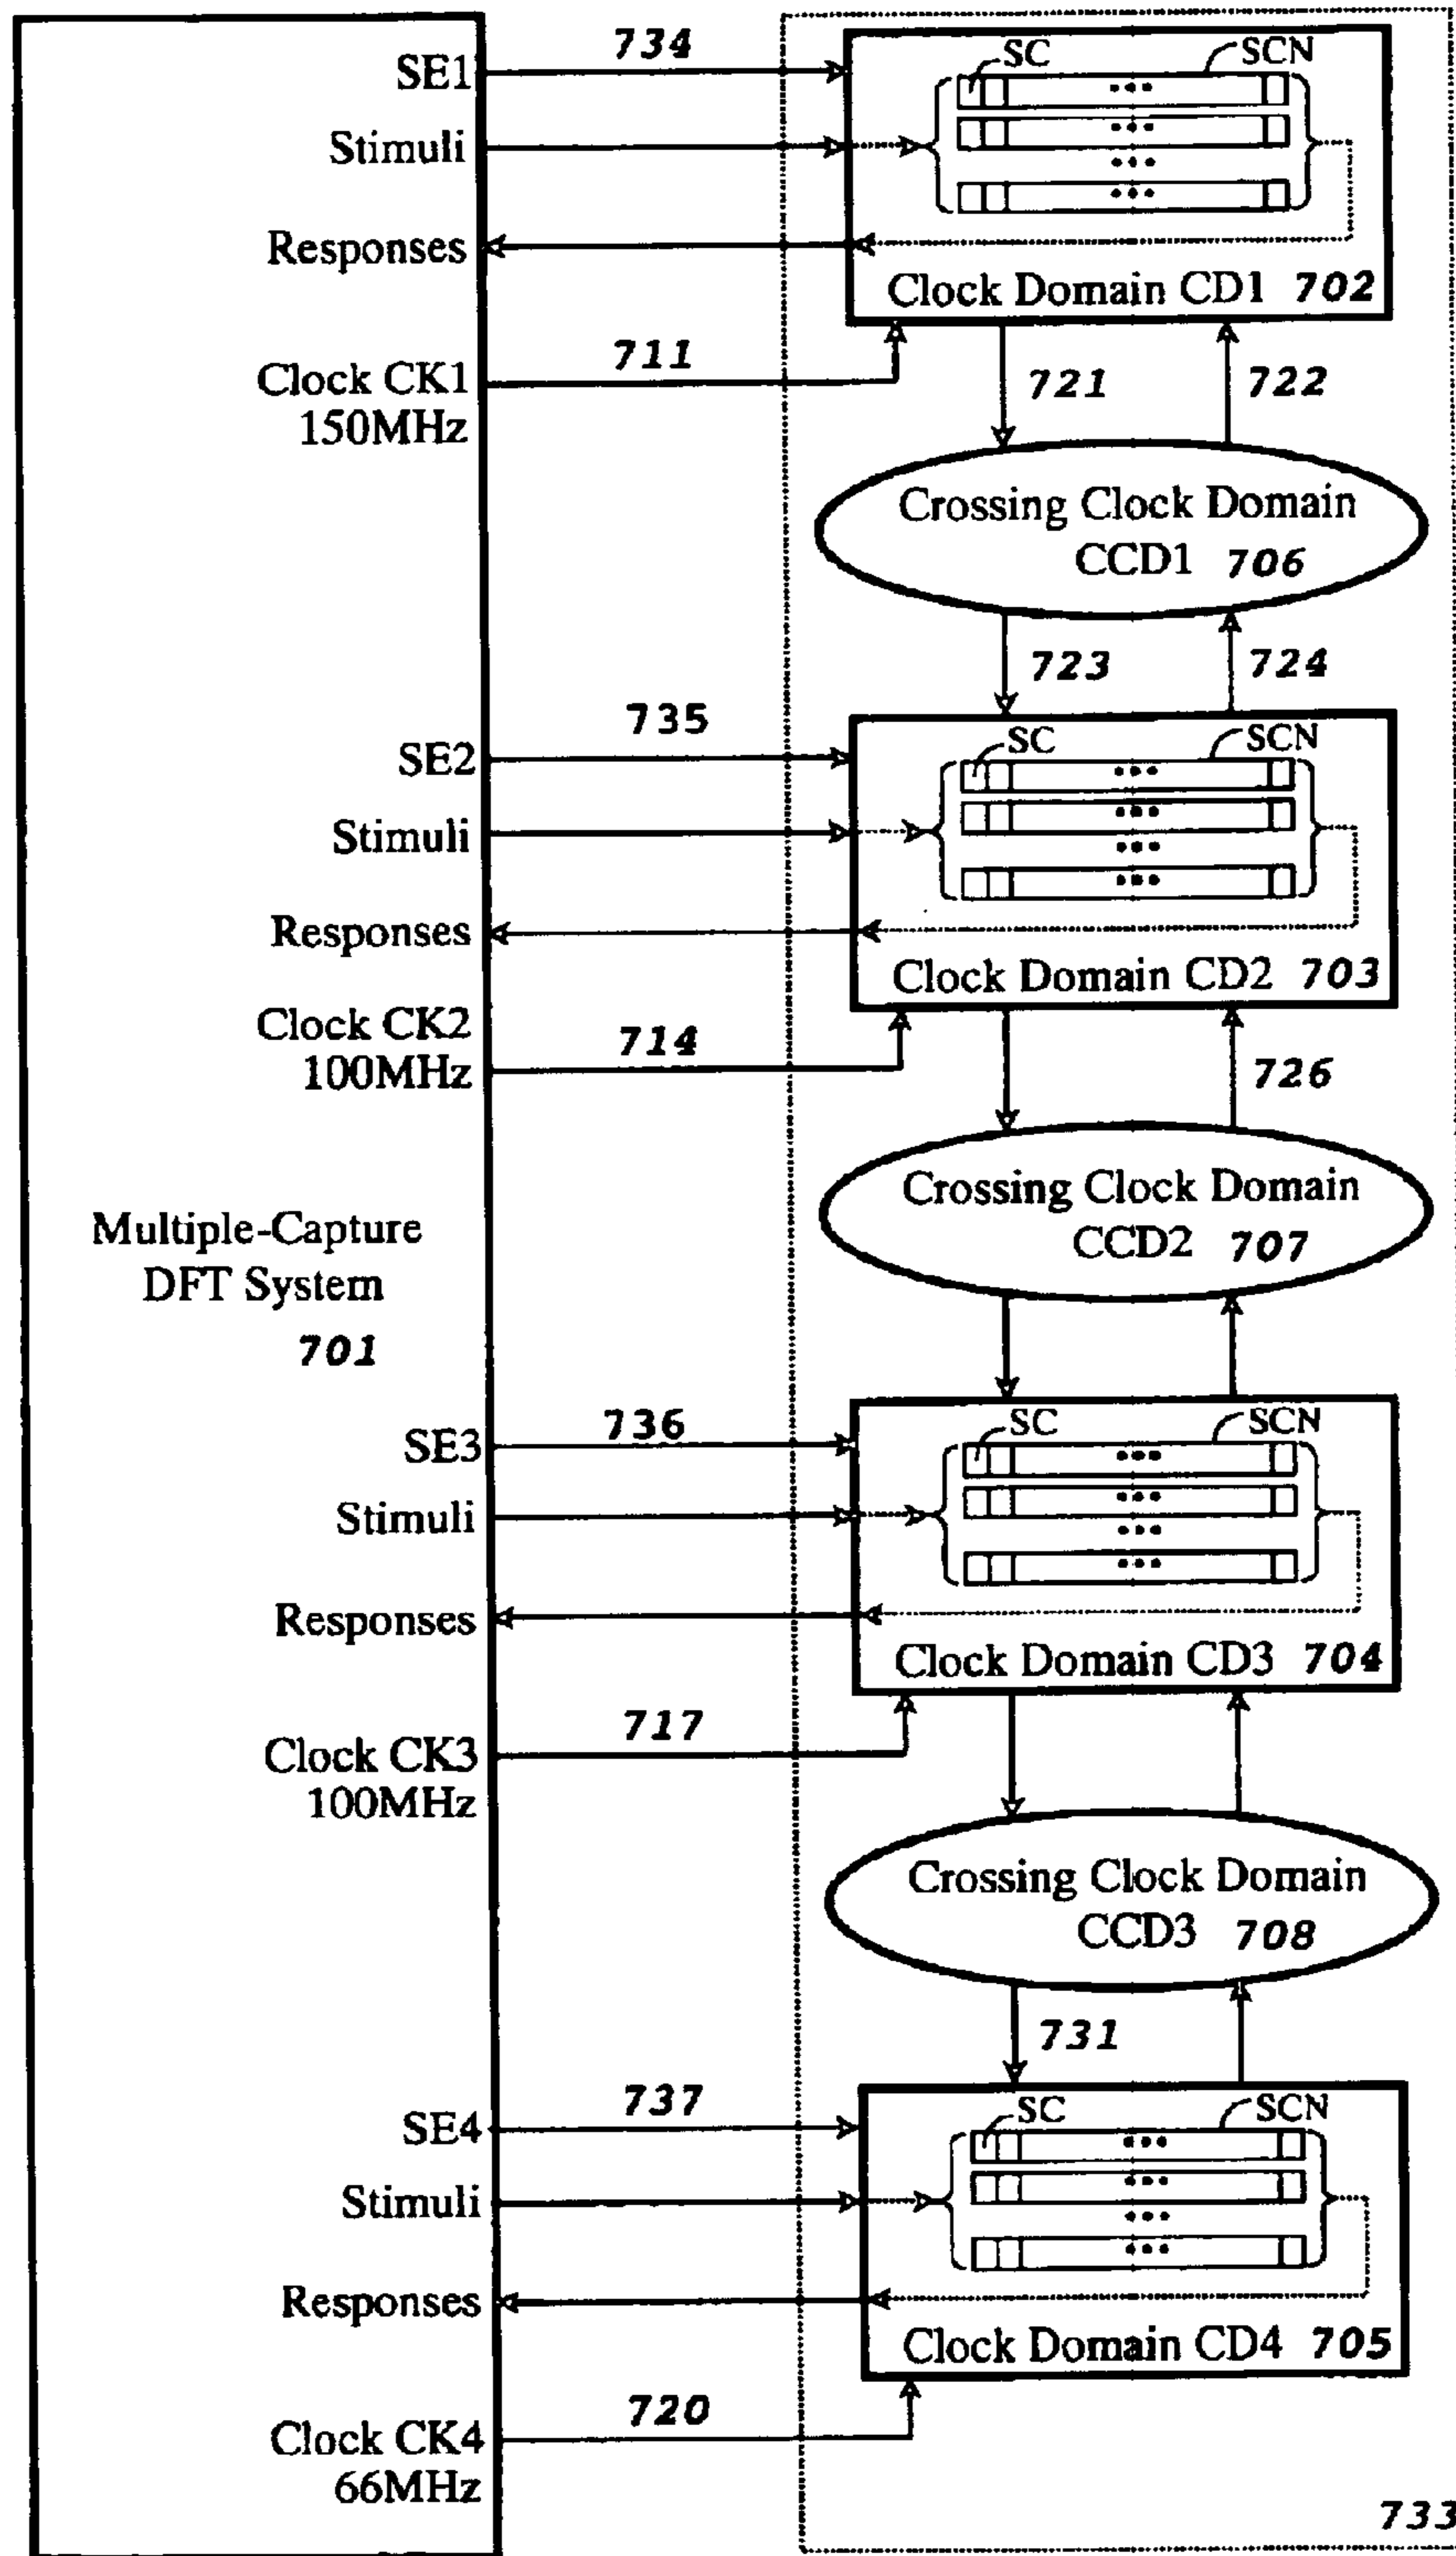 734
SE1
SC
SCN
Stimuli
Responses
Clock Domain CD1 702
711
Clock CK1
150MHz
721
722
Crossing Clock Domain
CCD1 706
723
724
735
SE2
SC
SCN
Stimuli
Responses
Clock Domain CD2 703
Clock CK2
100MHz
714
726
Crossing Clock Domain
CCD2 707
Multiple-Capture
DFT System
701
736
SE3
SC
SCN
Stimuli
Responses
Clock Domain CD3 704
717
Clock CK3
100MHz
Crossing Clock Domain
CCD3 708
731
737
SE4
SC
SCN
Stimuli
Responses
Clock Domain CD4 705
720
Clock CK4
66MHz
733